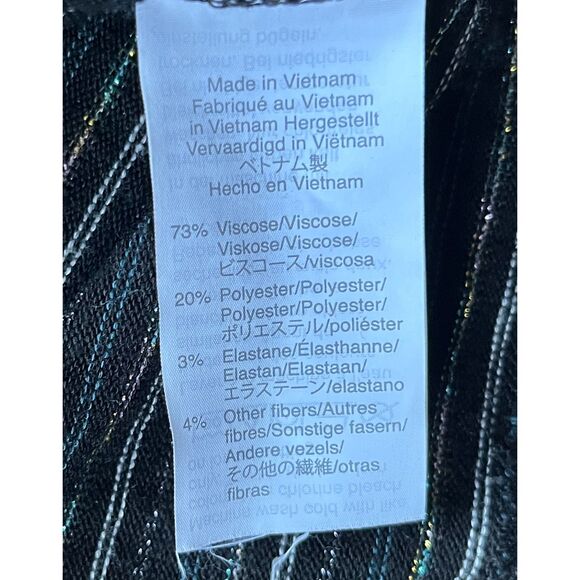 Made in Vietnam
Fabriqué au Vietnam
in Vietnam Hergestellt
Vervaardigd in Viëtnam
ベトナム製
Hecho en Vietnam
73% Viscose/Viscose/
Viskose/Viscose/
ビスコース/viscosa
20% Polyester/Polyester/
Polyester/Polyester/
ポリエステル/poliéster
3% Elastane/Élasthanne/
Elastan/Elastaan/
エラステーン/elastano
4% Other fibers/Autres
fibres/Sonstige fasern/
Andere vezels/
その他の繊維/otras
fibras